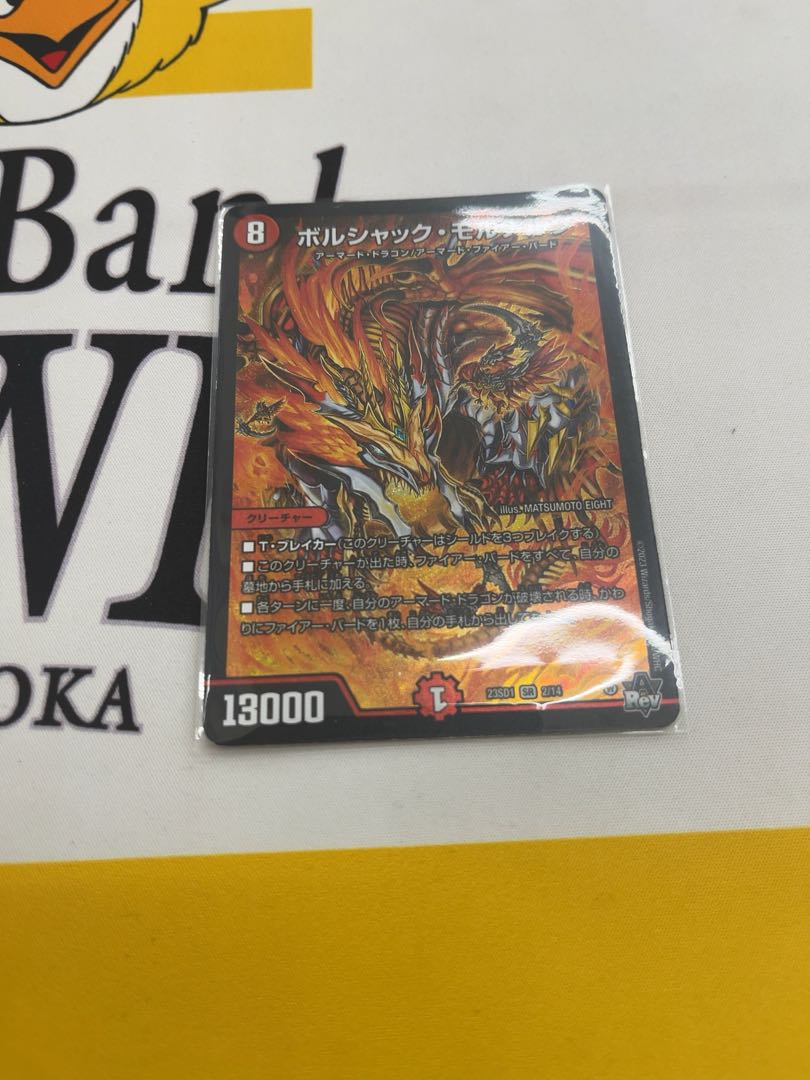 Ban
W
OKA
8
ボルシャック・モル
アーマード・ドラゴン/アーマード・ファイアー・バード
illus. MATSUMOTO EIGHT
クリーチャー
■T・ブレイカー(このクリーチャーはシールドを3つブレイクする)
■このクリーチャーが出た時、ファイアー・バードをすべて、自分の
墓地から手札に加える。
■各ターンに一度、自分のアーマード・ドラゴンが破壊される時、かわ
りにファイアー・バードを1枚、自分の手札から出して
©2023
13000
1
23SD1 SR 2/14
Rev